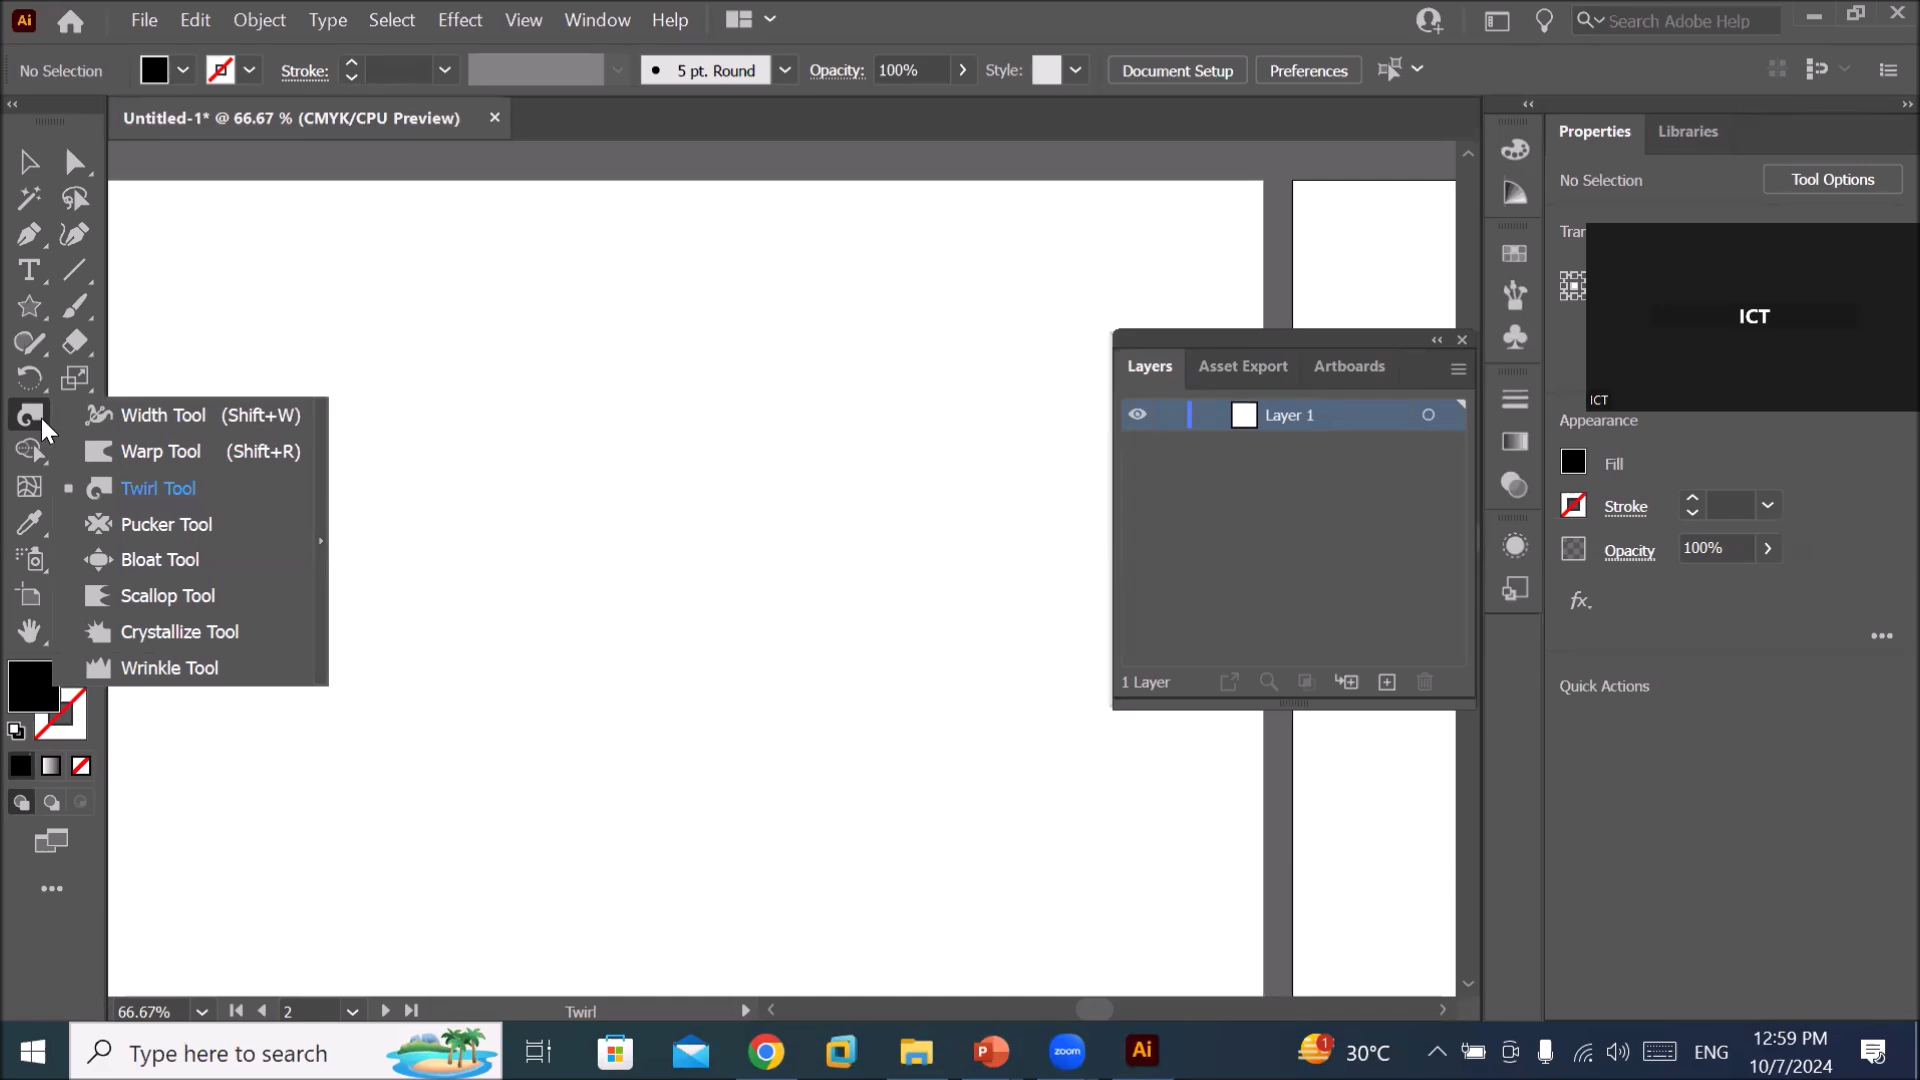 Ai File Edit Object Type Select Effect View Window Help Search Adobe Help
No Selection Stroke: 5 pt. Round Opacity: 100% Style: Document Setup Preferences
Untitled-1* @ 66.67 % (CMYK/CPU Preview)
Properties Libraries
No Selection Tool Options
Tran
ICT
ICT
Width Tool (Shift+W)
Warp Tool (Shift+R)
Twirl Tool
Pucker Tool
Bloat Tool
Scallop Tool
Crystallize Tool
Wrinkle Tool
Layers Asset Export Artboards
Layer 1
1 Layer
Appearance
Fill
Stroke
Opacity 100%
fx.
Quick Actions
66.67% 2 Twirl
Type here to search zoom Ai 1 30°C ENG 12:59 PM
10/7/2024